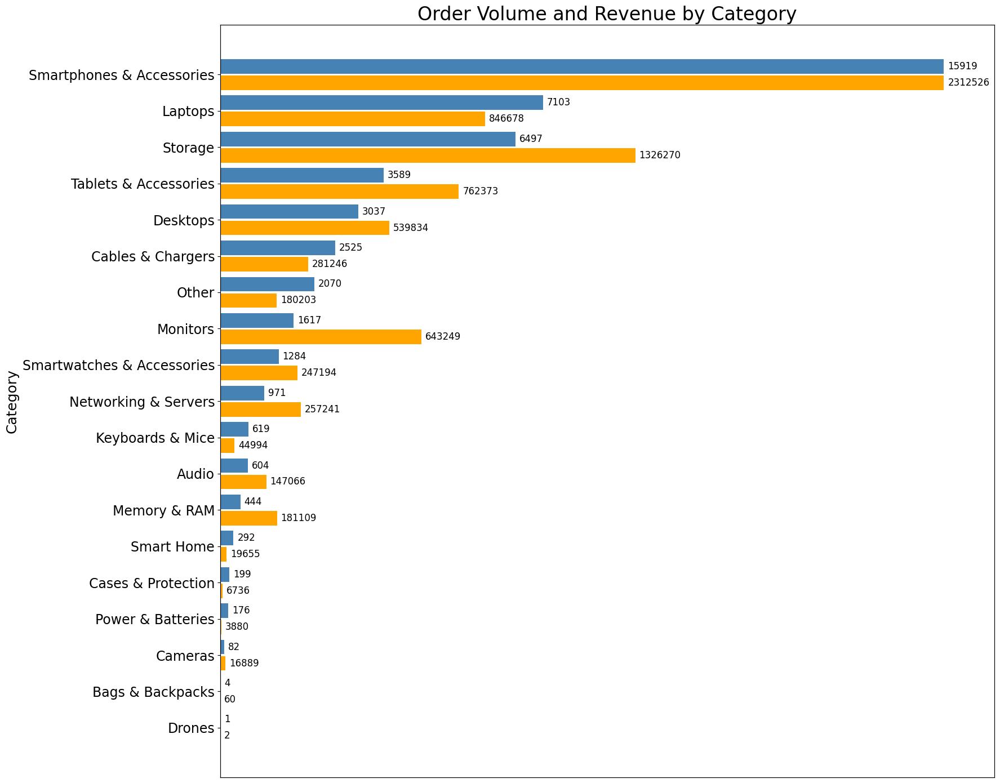 Order Volume and Revenue by Category
Smartphones & Accessories
15919
2312526
Laptops
7103
846678
Storage
6497
1326270
Tablets & Accessories
3589
762373
Desktops
3037
539834
Cables & Chargers
2525
281246
Other
2070
180203
Monitors
1617
643249
Smartwatches & Accessories
1284
247194
Networking & Servers
971
257241
Keyboards & Mice
619
44994
Audio
604
147066
Memory & RAM
444
181109
Smart Home
292
19655
Cases & Protection
199
6736
Power & Batteries
176
3880
Cameras
82
16889
Bags & Backpacks
4
60
Drones
1
2
Category